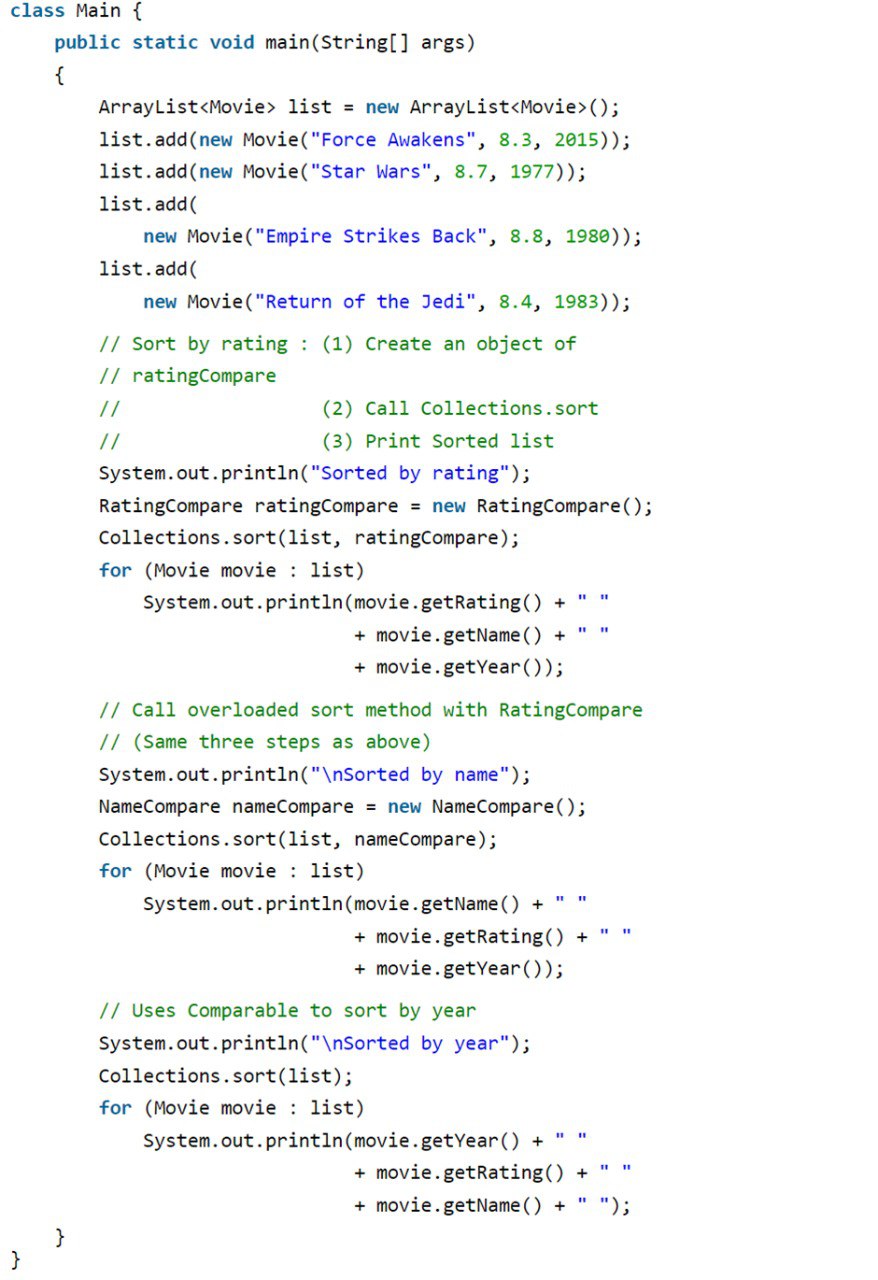 class Main {
    public static void main(String[] args)
    {
        ArrayList<Movie> list = new ArrayList<Movie>();
        list.add(new Movie("Force Awakens", 8.3, 2015));
        list.add(new Movie("Star Wars", 8.7, 1977));
        list.add(
            new Movie("Empire Strikes Back", 8.8, 1980));
        list.add(
            new Movie("Return of the Jedi", 8.4, 1983));
        // Sort by rating : (1) Create an object of
        // ratingCompare
        //                  (2) Call Collections.sort
        //                  (3) Print Sorted list
        System.out.println("Sorted by rating");
        RatingCompare ratingCompare = new RatingCompare();
        Collections.sort(list, ratingCompare);
        for (Movie movie : list)
            System.out.println(movie.getRating() + " "
                               + movie.getName() + " "
                               + movie.getYear());
        // Call overloaded sort method with RatingCompare
        // (Same three steps as above)
        System.out.println("\nSorted by name");
        NameCompare nameCompare = new NameCompare();
        Collections.sort(list, nameCompare);
        for (Movie movie : list)
            System.out.println(movie.getName() + " "
                               + movie.getRating() + " "
                               + movie.getYear());
        // Uses Comparable to sort by year
        System.out.println("\nSorted by year");
        Collections.sort(list);
        for (Movie movie : list)
            System.out.println(movie.getYear() + " "
                               + movie.getRating() + " "
                               + movie.getName() + " ");
    }
}